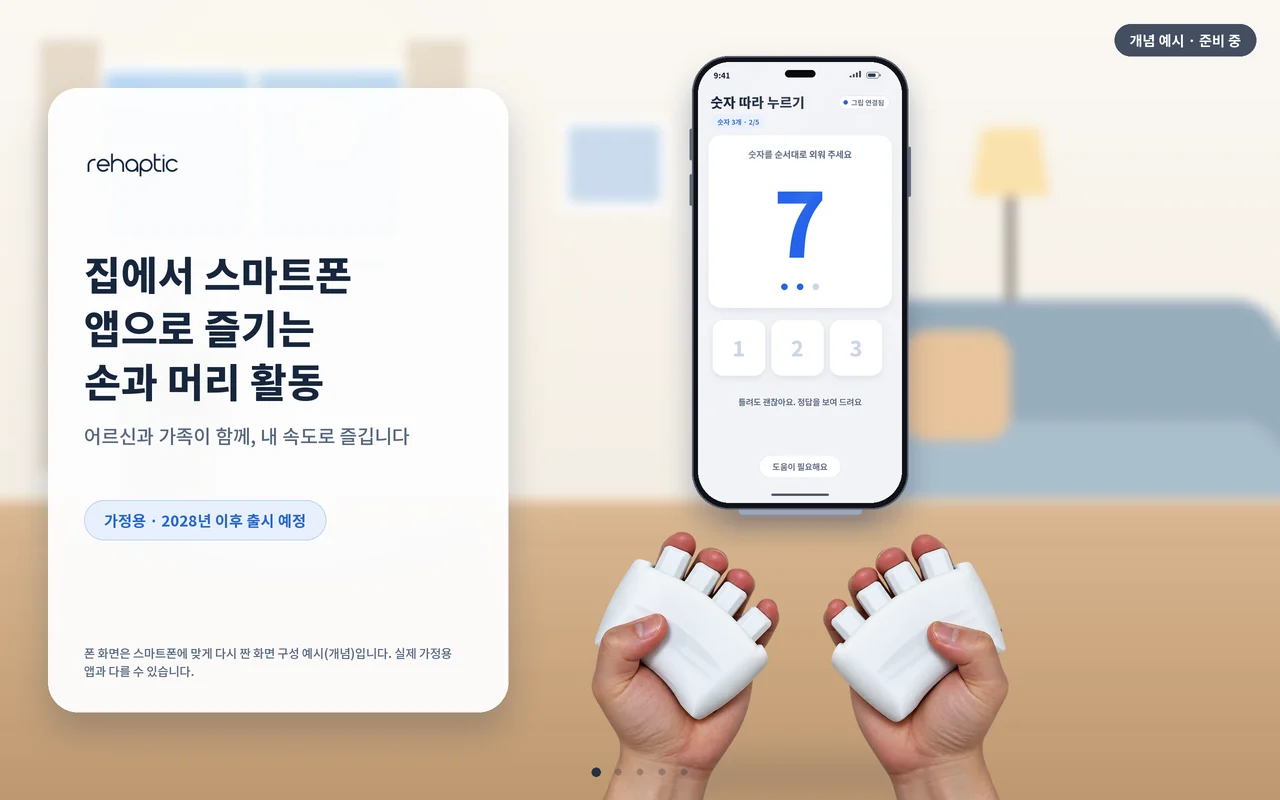 개념 예시 · 준비 중
rehaptic
집에서 스마트폰
앱으로 즐기는
손과 머리 활동
어르신과 가족이 함께, 내 속도로 즐깁니다
가정용 · 2028년 이후 출시 예정
폰 화면은 스마트폰에 맞게 다시 짠 화면 구성 예시(개념)입니다. 실제 가정용
앱과 다를 수 있습니다.
9:41
숫자 따라 누르기
그립 연결됨
숫자 3개 · 2/5
숫자를 순서대로 외워 주세요
7
1 2 3
틀려도 괜찮아요. 정답을 보여 드려요
도움이 필요해요